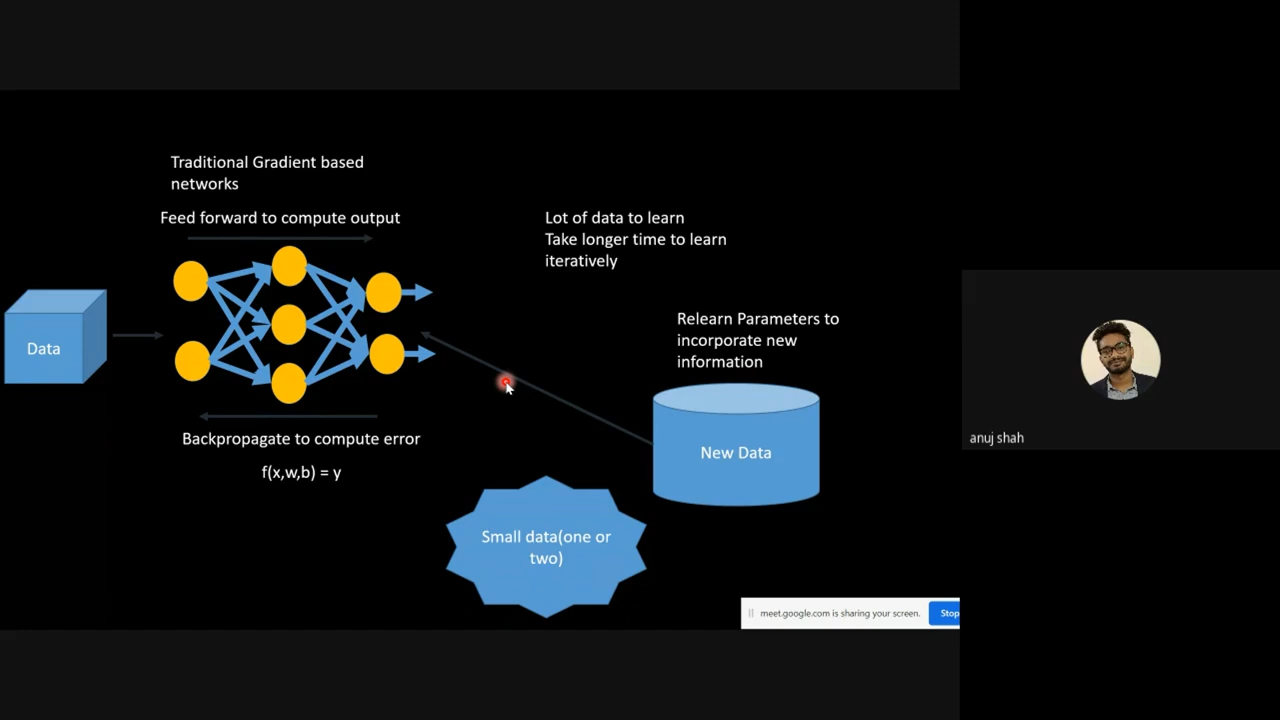 Traditional Gradient based
networks
Feed forward to compute output
Lot of data to learn
Take longer time to learn
iteratively
Data
Relearn Parameters to
incorporate new
information
Backpropagate to compute error
f(x,w,b) = y
New Data
Small data(one or
two)
anuj shah
meet.google.com is sharing your screen.
Stop